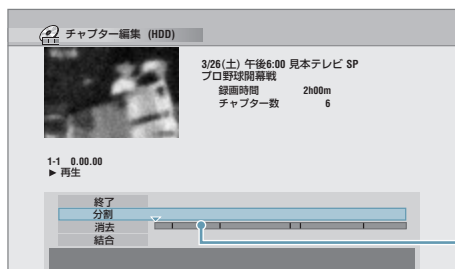 チャプター編集 (HDD)
3/26(土) 午後6:00 見本テレビ SP
プロ野球開幕戦
録画時間 2h00m
チャプター数 6
1-1 0.00.00
▶ 再生
終了
分割
消去
結合